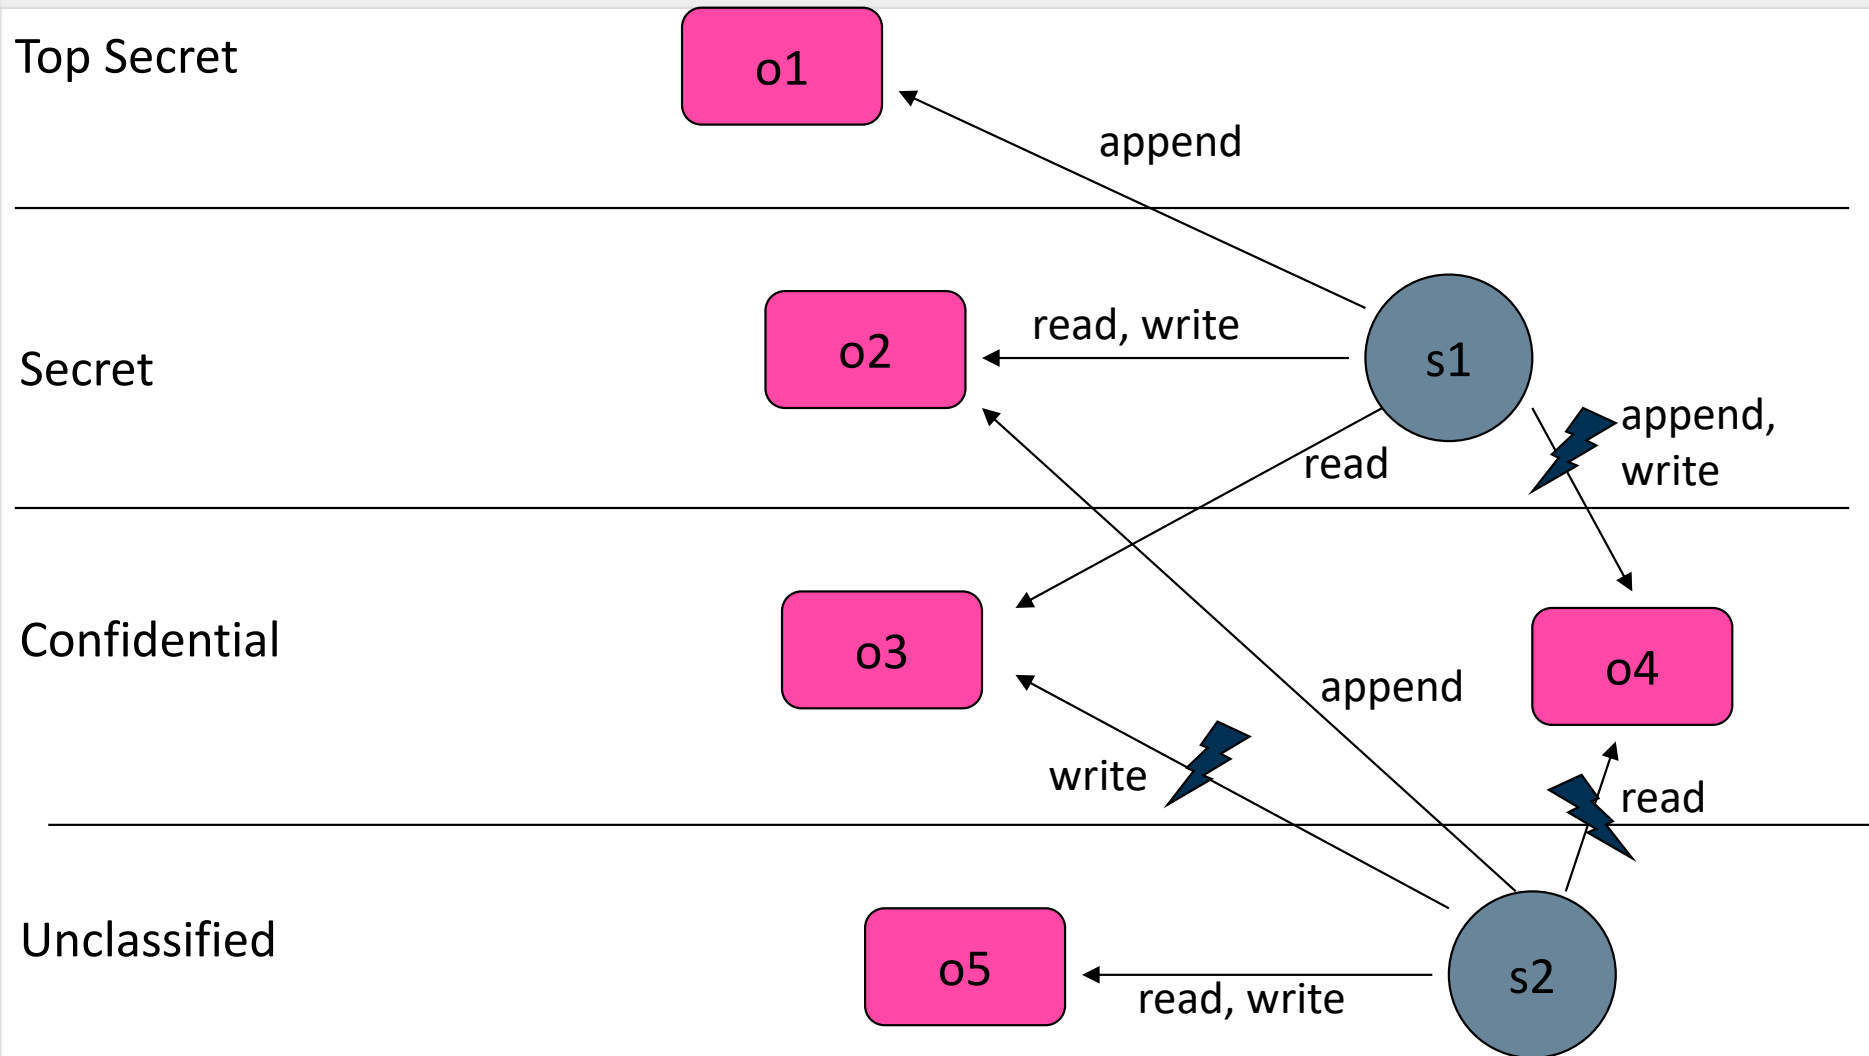 Top Secret
o1
append
o2
read, write
s1
Secret
append,
write
read
o3
Confidential
o4
append
write
read
Unclassified
o5
s2
read, write